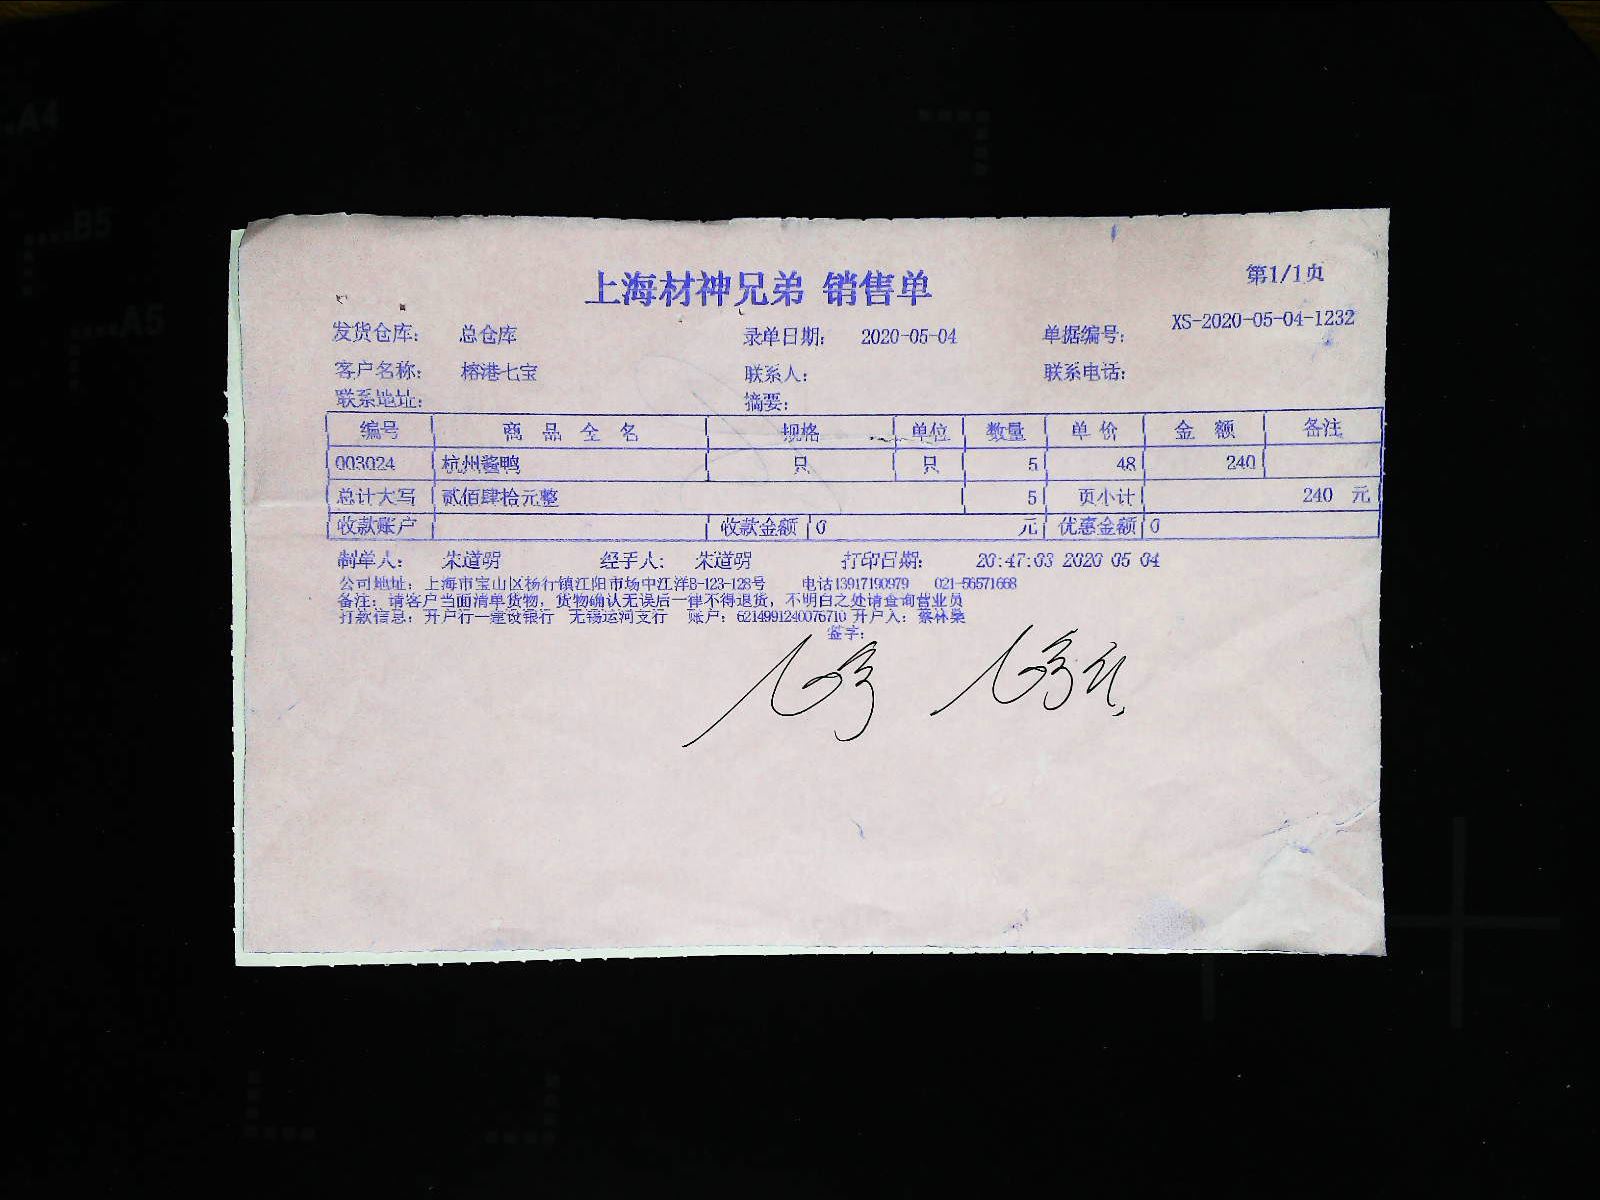 上海材神兄弟 销售单
第1/1页
发货仓库： 总仓库 录单日期： 2020-05-04 单据编号： XS-2020-05-04-1232
客户名称： 榕港七宝 联系人： 联系电话：
联系地址： 摘要：
编号 商品全名 规格 单位 数量 单价 金额 备注
003024 杭州酱鸭 只 只 5 48 240
总计大写 贰佰肆拾元整 5 页小计 240 元
收款账户 收款金额 0 元 优惠金额 0
制单人： 朱道明 经手人： 朱道明 打印日期： 20:47:03 2020 05 04
公司地址：上海市宝山区杨行镇江阳市场中江洋B-123-128号 电话13917190979 021-56571668
备注：请客户当面清单货物，货物确认无误后一律不得退货，不明白之处请查询营业员
打款信息：开户行一建设银行 无锡运河支行 账户：6214991240076710 开户人：蔡林燊
签字：
A4
B5
A5